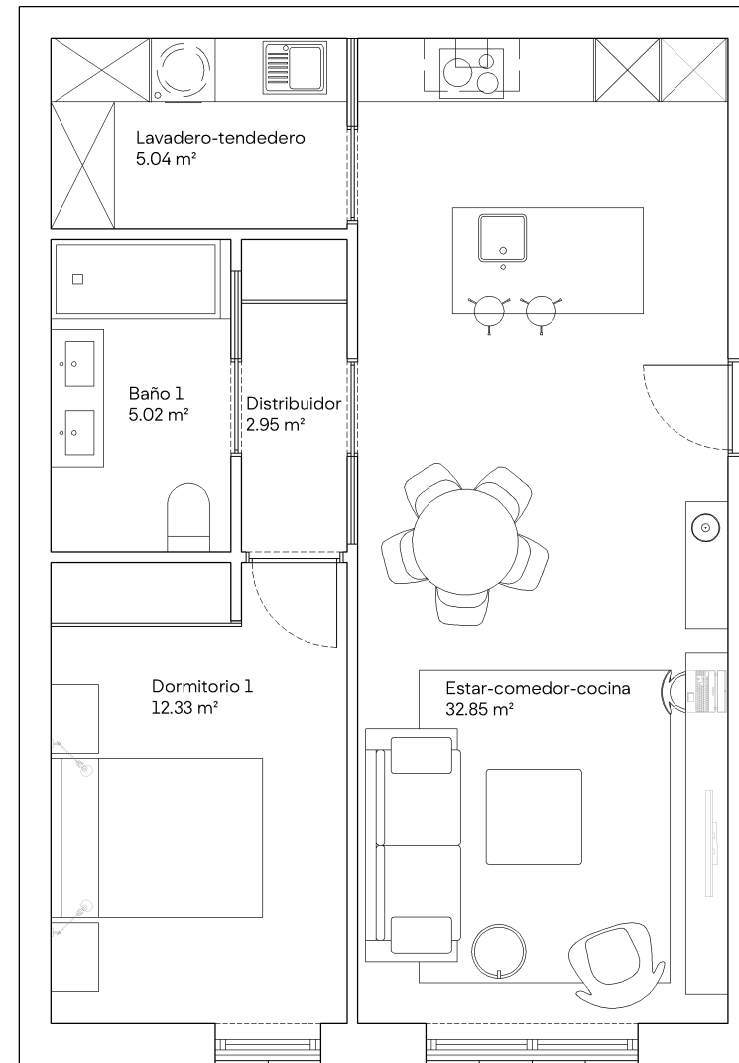 Lavadero-tendedero
5.04 m²
Baño 1
5.02 m²
Distribuidor
2.95 m²
Dormitorio 1
12.33 m²
Estar-comedor-cocina
32.85 m²